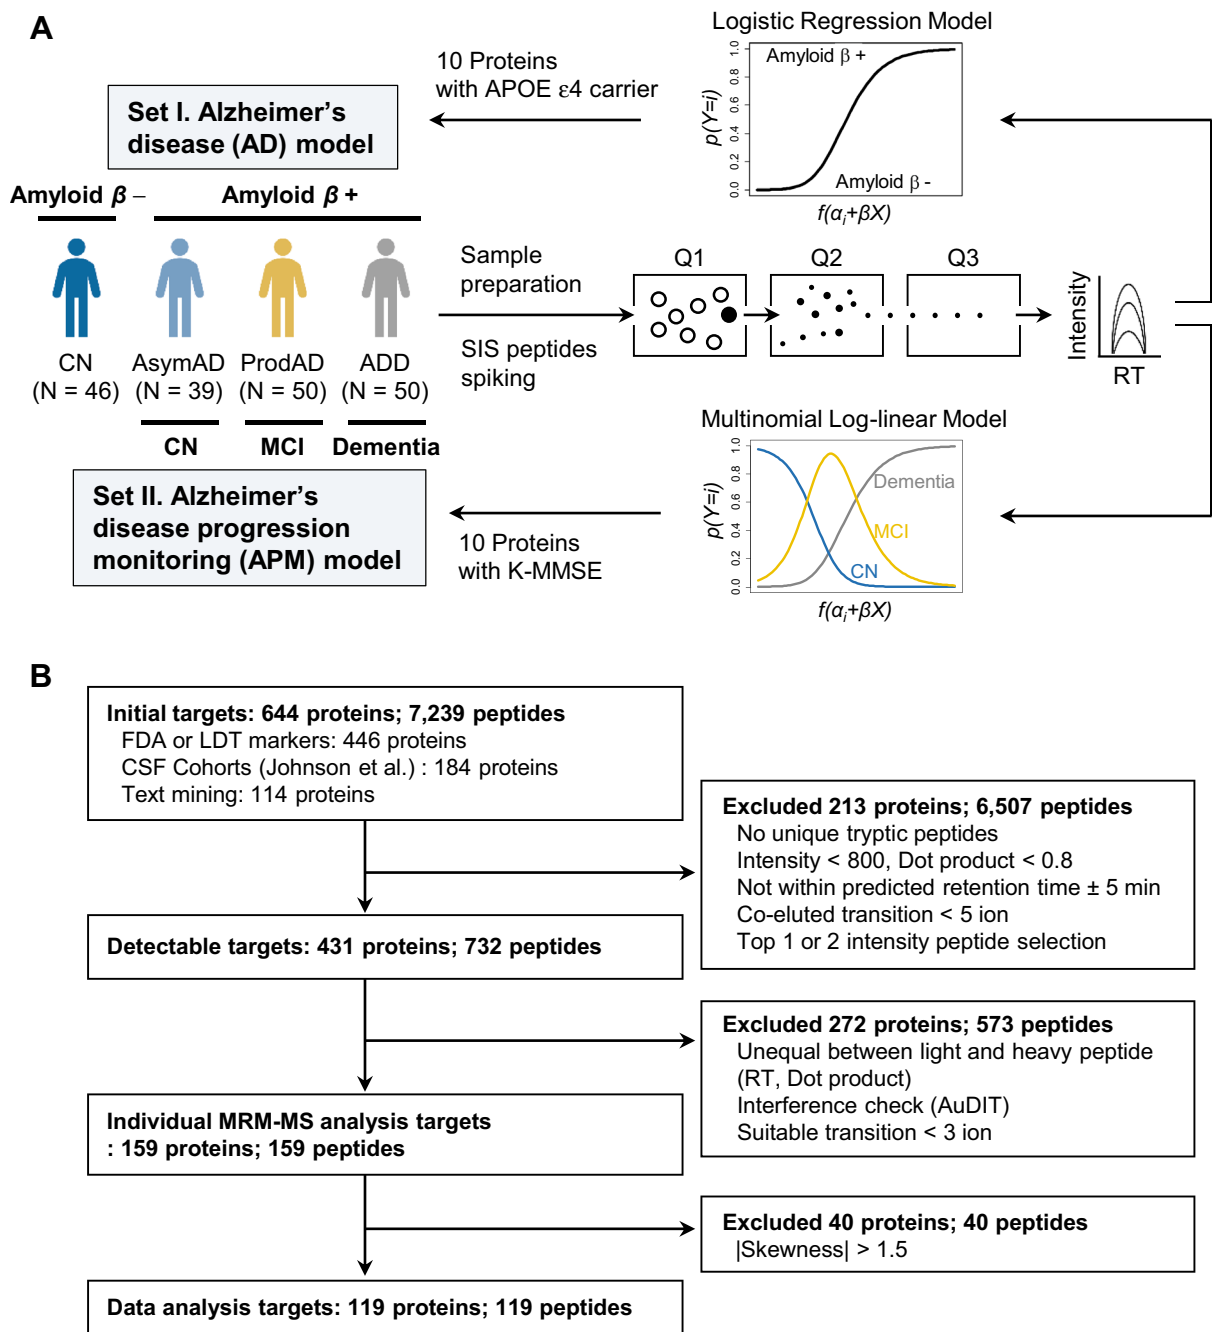 A
Logistic Regression Model
10 Proteins
with APOE ε4 carrier
Set I. Alzheimer's
disease (AD) model
p(Y=i)
1.0
0.8
0.6
0.4
0.2
0.0
Amyloid β +
Amyloid β -
f(αi+βX)
Amyloid β –
Amyloid β +
CN
(N = 46)
AsymAD
(N = 39)
ProdAD
(N = 50)
ADD
(N = 50)
CN
MCI
Dementia
Sample
preparation
SIS peptides
spiking
Q1
Q2
Q3
Intensity
RT
Set II. Alzheimer's
disease progression
monitoring (APM) model
10 Proteins
with K-MMSE
Multinomial Log-linear Model
p(Y=i)
1.0
0.8
0.6
0.4
0.2
0.0
Dementia
MCI
CN
f(αi+βX)
B
Initial targets: 644 proteins; 7,239 peptides
FDA or LDT markers: 446 proteins
CSF Cohorts (Johnson et al.) : 184 proteins
Text mining: 114 proteins
Excluded 213 proteins; 6,507 peptides
No unique tryptic peptides
Intensity < 800, Dot product < 0.8
Not within predicted retention time ± 5 min
Co-eluted transition < 5 ion
Top 1 or 2 intensity peptide selection
Detectable targets: 431 proteins; 732 peptides
Excluded 272 proteins; 573 peptides
Unequal between light and heavy peptide
(RT, Dot product)
Interference check (AuDIT)
Suitable transition < 3 ion
Individual MRM-MS analysis targets
: 159 proteins; 159 peptides
Excluded 40 proteins; 40 peptides
|Skewness| > 1.5
Data analysis targets: 119 proteins; 119 peptides